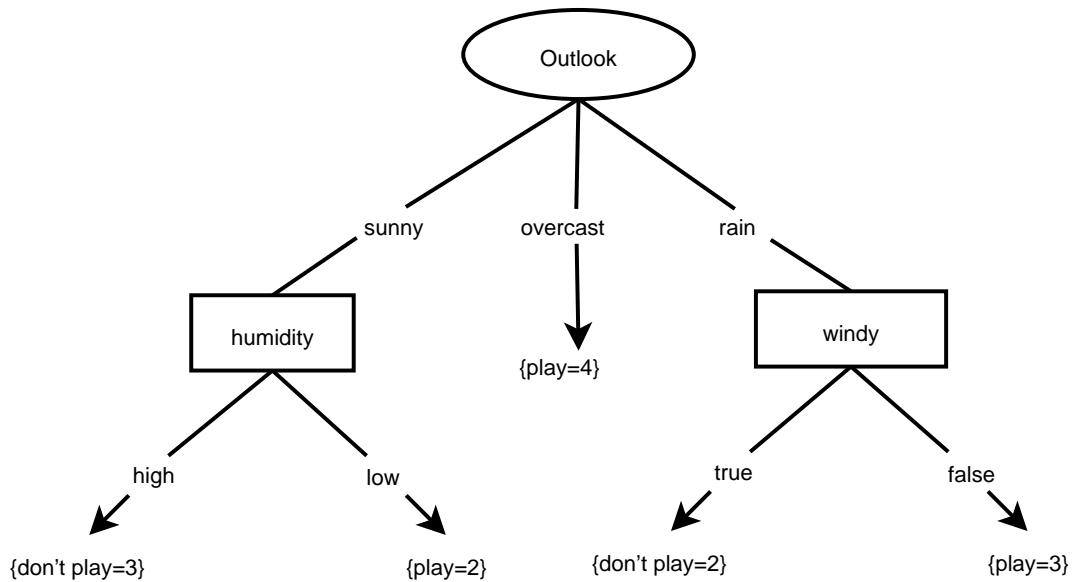 Outlook
sunny
overcast
rain
humidity
windy
{play=4}
high
low
true
false
{don’t play=3}
{play=2}
{don’t play=2}
{play=3}